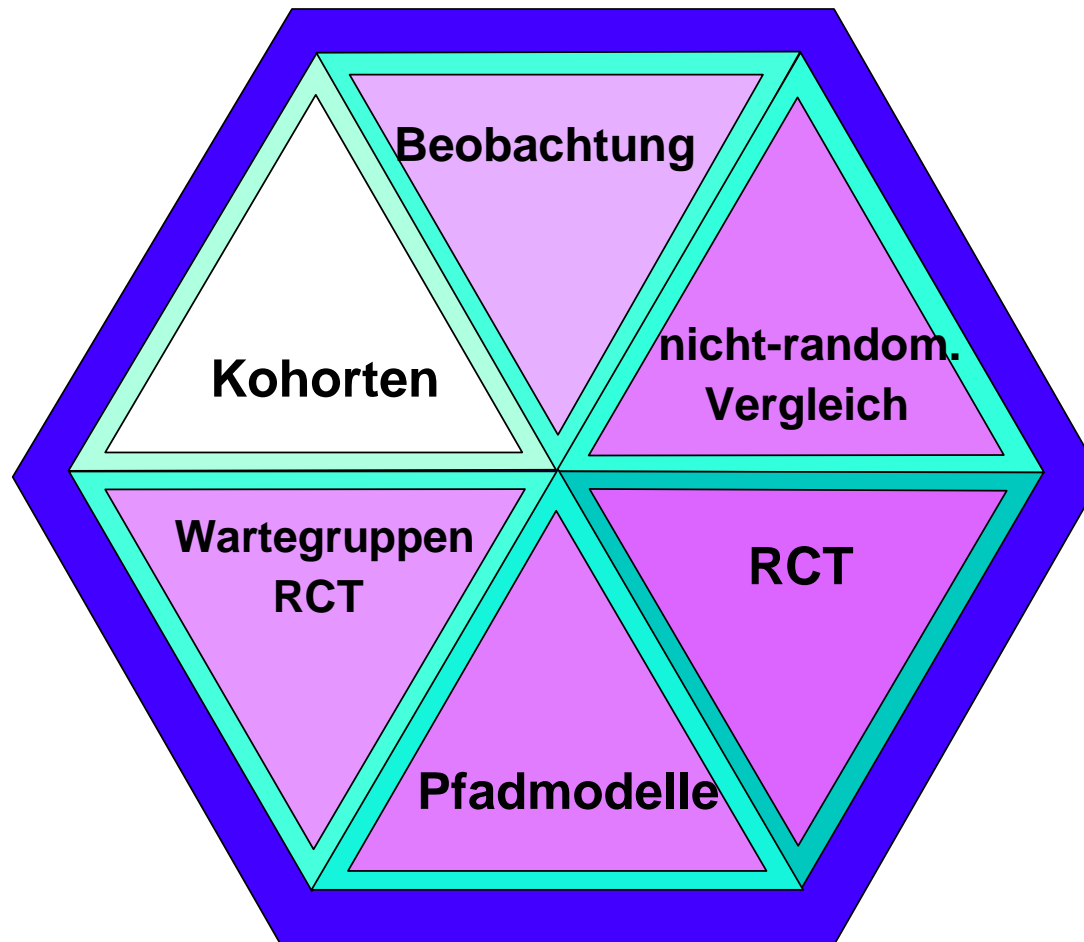 Beobachtung
nicht-random.
Vergleich
Kohorten
Wartegruppen
RCT
RCT
Pfadmodelle